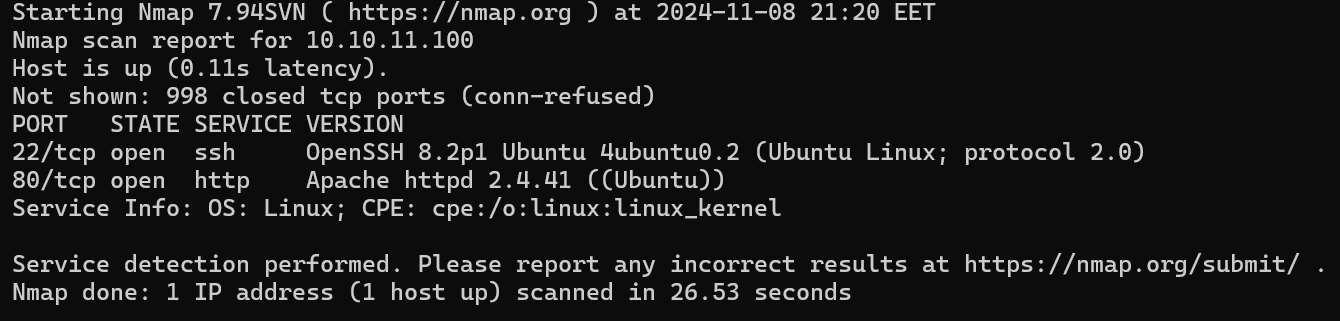 Starting Nmap 7.94SVN ( https://nmap.org ) at 2024-11-08 21:20 EET
Nmap scan report for 10.10.11.100
Host is up (0.11s latency).
Not shown: 998 closed tcp ports (conn-refused)
PORT   STATE SERVICE VERSION
22/tcp open  ssh     OpenSSH 8.2p1 Ubuntu 4ubuntu0.2 (Ubuntu Linux; protocol 2.0)
80/tcp open  http    Apache httpd 2.4.41 ((Ubuntu))
Service Info: OS: Linux; CPE: cpe:/o:linux:linux_kernel

Service detection performed. Please report any incorrect results at https://nmap.org/submit/ .
Nmap done: 1 IP address (1 host up) scanned in 26.53 seconds